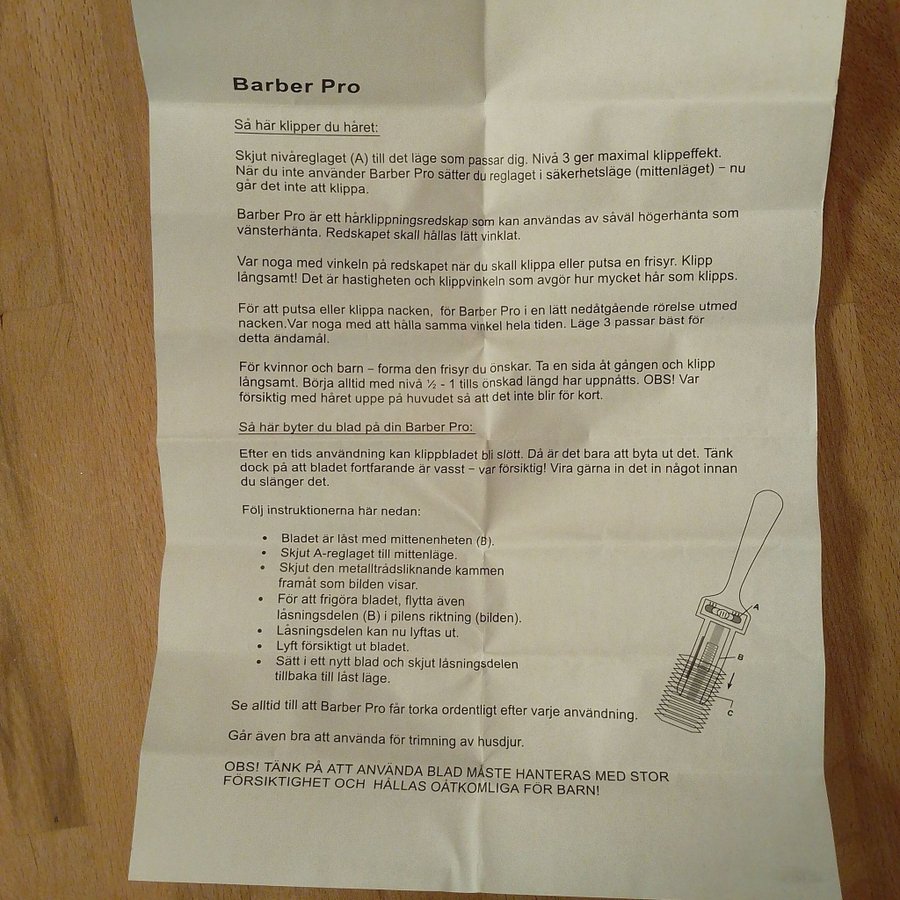 Barber Pro
Så här klipper du håret:
Skjut nivåreglaget (A) till det läge som passar dig. Nivå 3 ger maximal klippeffekt.
När du inte använder Barber Pro sätter du reglaget i säkerhetsläge (mittenläget) – nu
går det inte att klippa.
Barber Pro är ett hårklippningsredskap som kan användas av såväl högerhänta som
vänsterhänta. Redskapet skall hållas lätt vinklat.
Var noga med vinkeln på redskapet när du skall klippa eller putsa en frisyr. Klipp
långsamt! Det är hastigheten och klippvinkeln som avgör hur mycket hår som klipps.
För att putsa eller klippa nacken, för Barber Pro i en lätt nedåtgående rörelse utmed
nacken.Var noga med att hålla samma vinkel hela tiden. Läge 3 passar bäst för
detta ändamål.
För kvinnor och barn – forma den frisyr du önskar. Ta en sida åt gången och klipp
långsamt. Börja alltid med nivå ½ - 1 tills önskad längd har uppnåtts. OBS! Var
försiktig med håret uppe på huvudet så att det inte blir för kort.
Så här byter du blad på din Barber Pro:
Efter en tids användning kan klippbladet bli slött. Då är det bara att byta ut det. Tänk
dock på att bladet fortfarande är vasst – var försiktig! Vira gärna in det in något innan
du slänger det.
Följ instruktionerna här nedan:
• Bladet är låst med mittenenheten (B).
• Skjut A-reglaget till mittenläge.
• Skjut den metalltrådsliknande kammen
framåt som bilden visar.
• För att frigöra bladet, flytta även
låsningsdelen (B) i pilens riktning (bilden).
• Låsningsdelen kan nu lyftas ut.
• Lyft försiktigt ut bladet.
• Sätt i ett nytt blad och skjut låsningsdelen
tillbaka till låst läge.
A
B
C
Se alltid till att Barber Pro får torka ordentligt efter varje användning.
Går även bra att använda för trimning av husdjur.
OBS! TÄNK PÅ ATT ANVÄNDA BLAD MÅSTE HANTERAS MED STOR
FÖRSIKTIGHET OCH HÅLLAS OÅTKOMLIGA FÖR BARN!